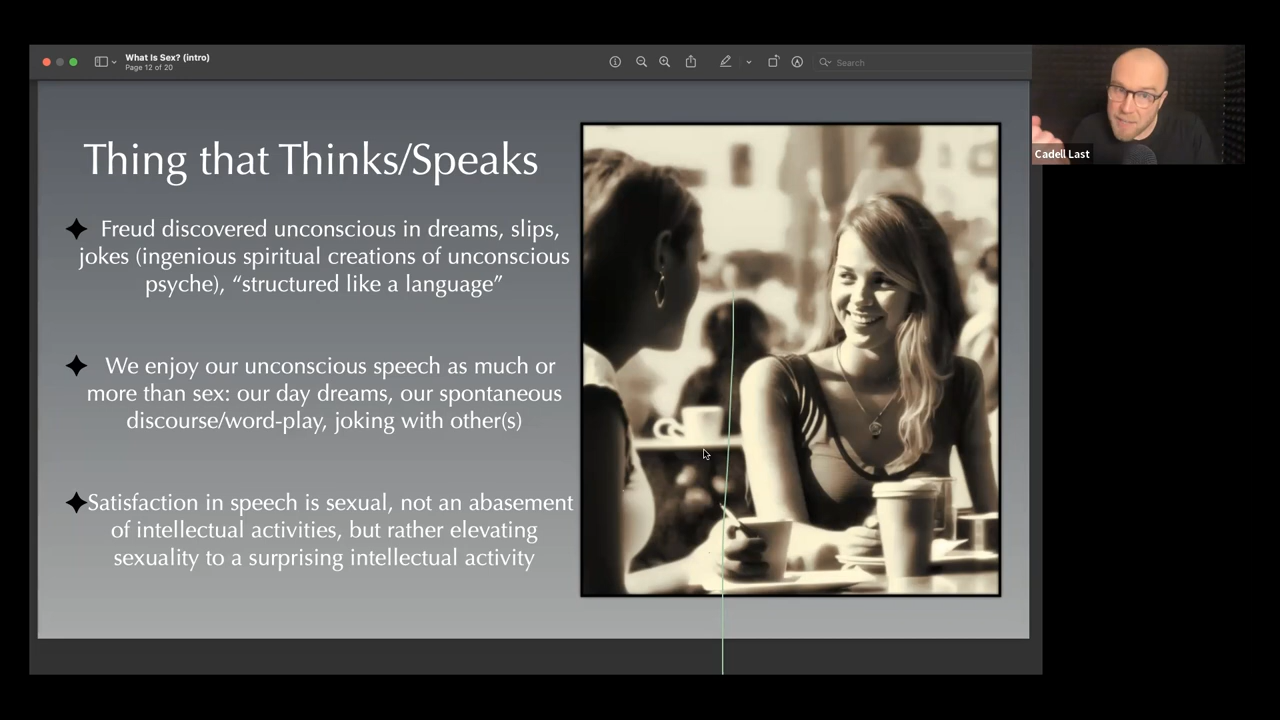 What Is Sex? (intro)
Page 12 of 20
Search
Cadell Last
Thing that Thinks/Speaks
Freud discovered unconscious in dreams, slips,
jokes (ingenious spiritual creations of unconscious
psyche), “structured like a language”
We enjoy our unconscious speech as much or
more than sex: our day dreams, our spontaneous
discourse/word-play, joking with other(s)
Satisfaction in speech is sexual, not an abasement
of intellectual activities, but rather elevating
sexuality to a surprising intellectual activity